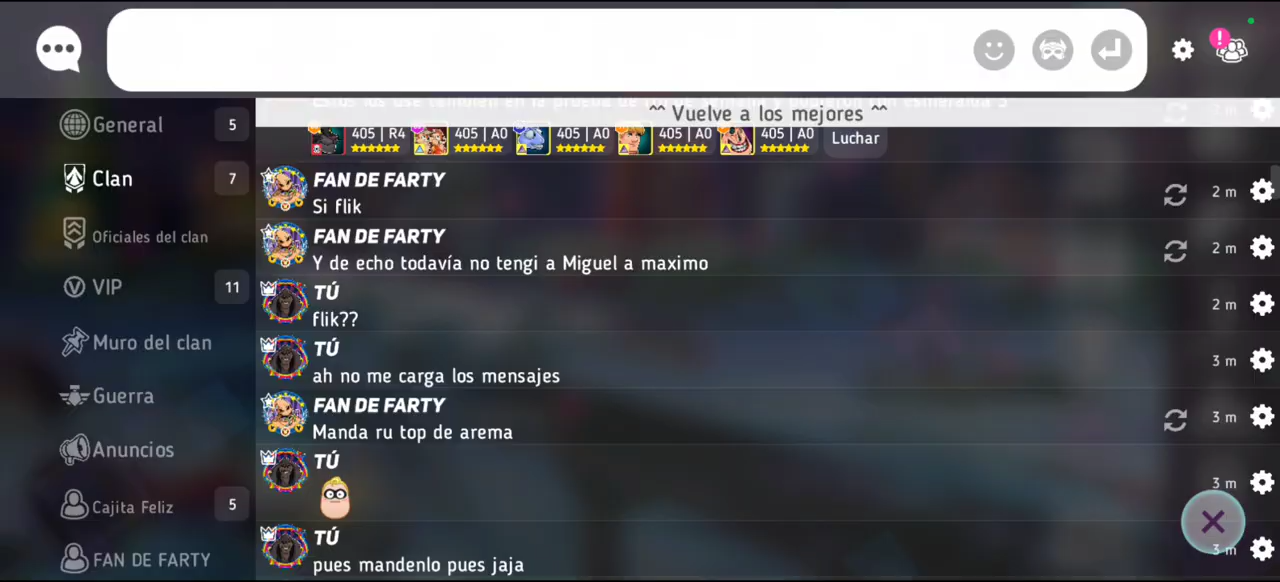 ^^ Vuelve a los mejores ^^
General 5
Clan 7
Oficiales del clan
VIP 11
Muro del clan
Guerra
Anuncios
Cajita Feliz 5
FAN DE FARTY
405 | R4 405 | A0 405 | A0 405 | A0 405 | A0 Luchar
FAN DE FARTY
Si flik 2 m
FAN DE FARTY
Y de echo todavía no tengi a Miguel a maximo 2 m
TÚ
flik?? 2 m
TÚ
ah no me carga los mensajes 3 m
FAN DE FARTY
Manda ru top de arema 3 m
TÚ
3 m
TÚ
pues mandenlo pues jaja 3 m